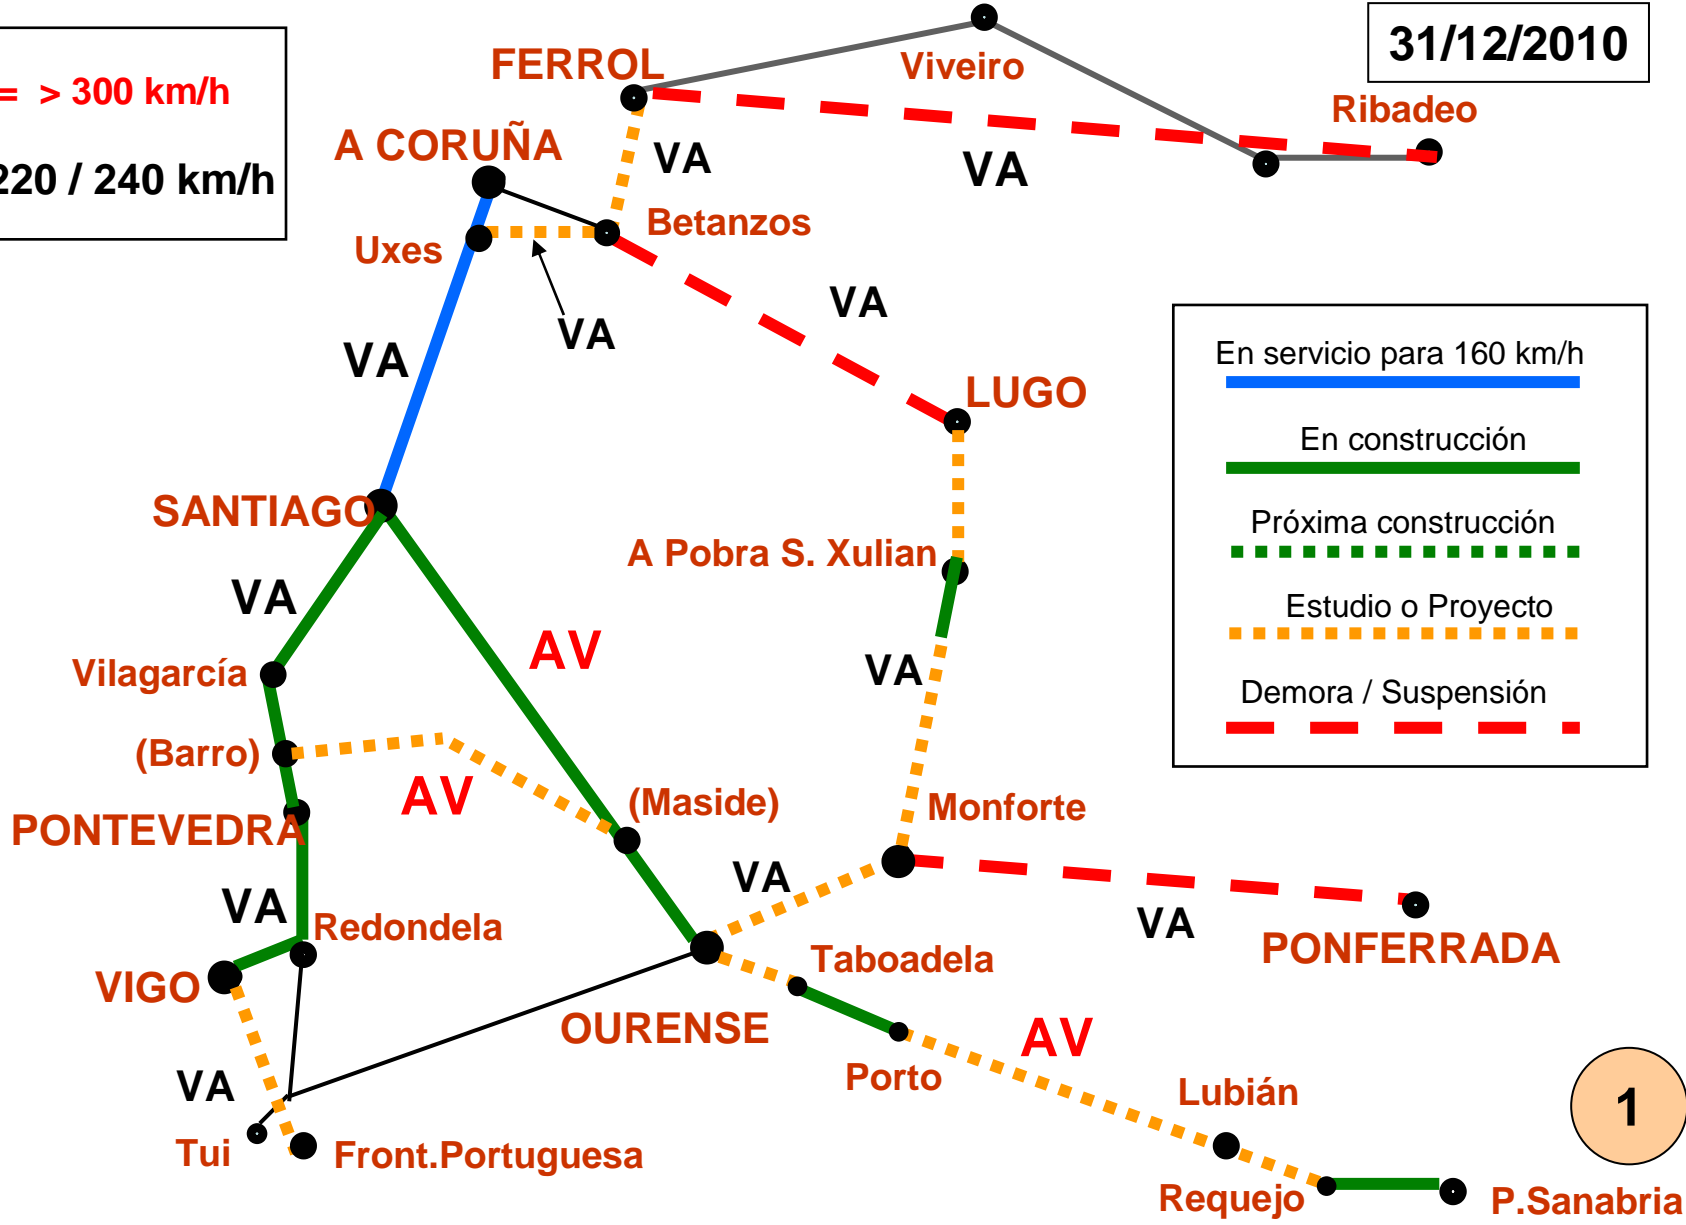 31/12/2010
= > 300 km/h
220 / 240 km/h
FERROL
Viveiro
Ribadeo
A CORUÑA
VA
VA
Uxes
Betanzos
VA
VA
VA
LUGO
En servicio para 160 km/h
En construcción
Próxima construcción
Estudio o Proyecto
Demora / Suspensión
SANTIAGO
A Pobra S. Xulian
VA
AV
VA
Vilagarcía
(Barro)
AV
(Maside)
Monforte
PONTEVEDRA
VA
VA
VA
Redondela
PONFERRADA
VIGO
Taboadela
OURENSE
AV
Porto
VA
Lubián
1
Tui
Front.Portuguesa
Requejo
P.Sanabria